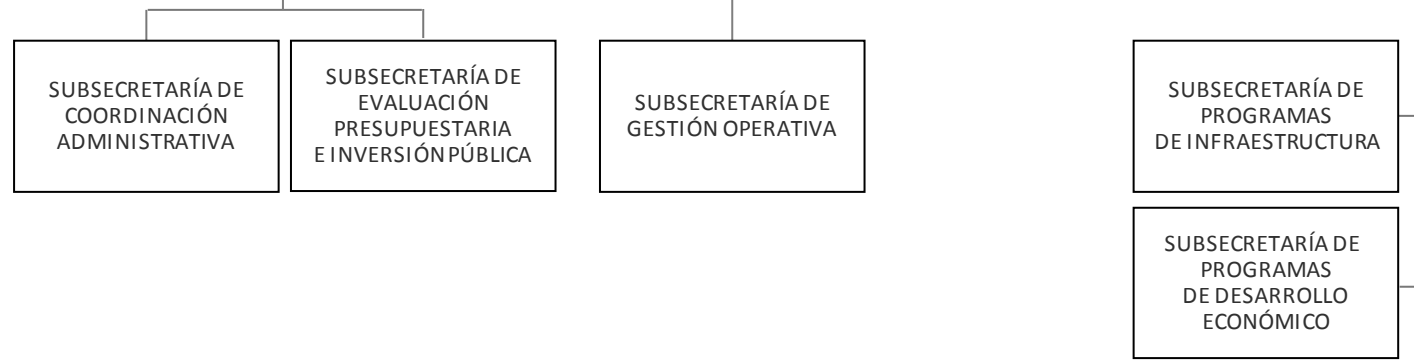 SUBSECRETARÍA DE
COORDINACIÓN
ADMINISTRATIVA
SUBSECRETARÍA DE
EVALUACIÓN
PRESUPUESTARIA
E INVERSIÓN PÚBLICA
SUBSECRETARÍA DE
GESTIÓN OPERATIVA
SUBSECRETARÍA DE
PROGRAMAS
DE INFRAESTRUCTURA
SUBSECRETARÍA DE
PROGRAMAS
DE DESARROLLO
ECONÓMICO